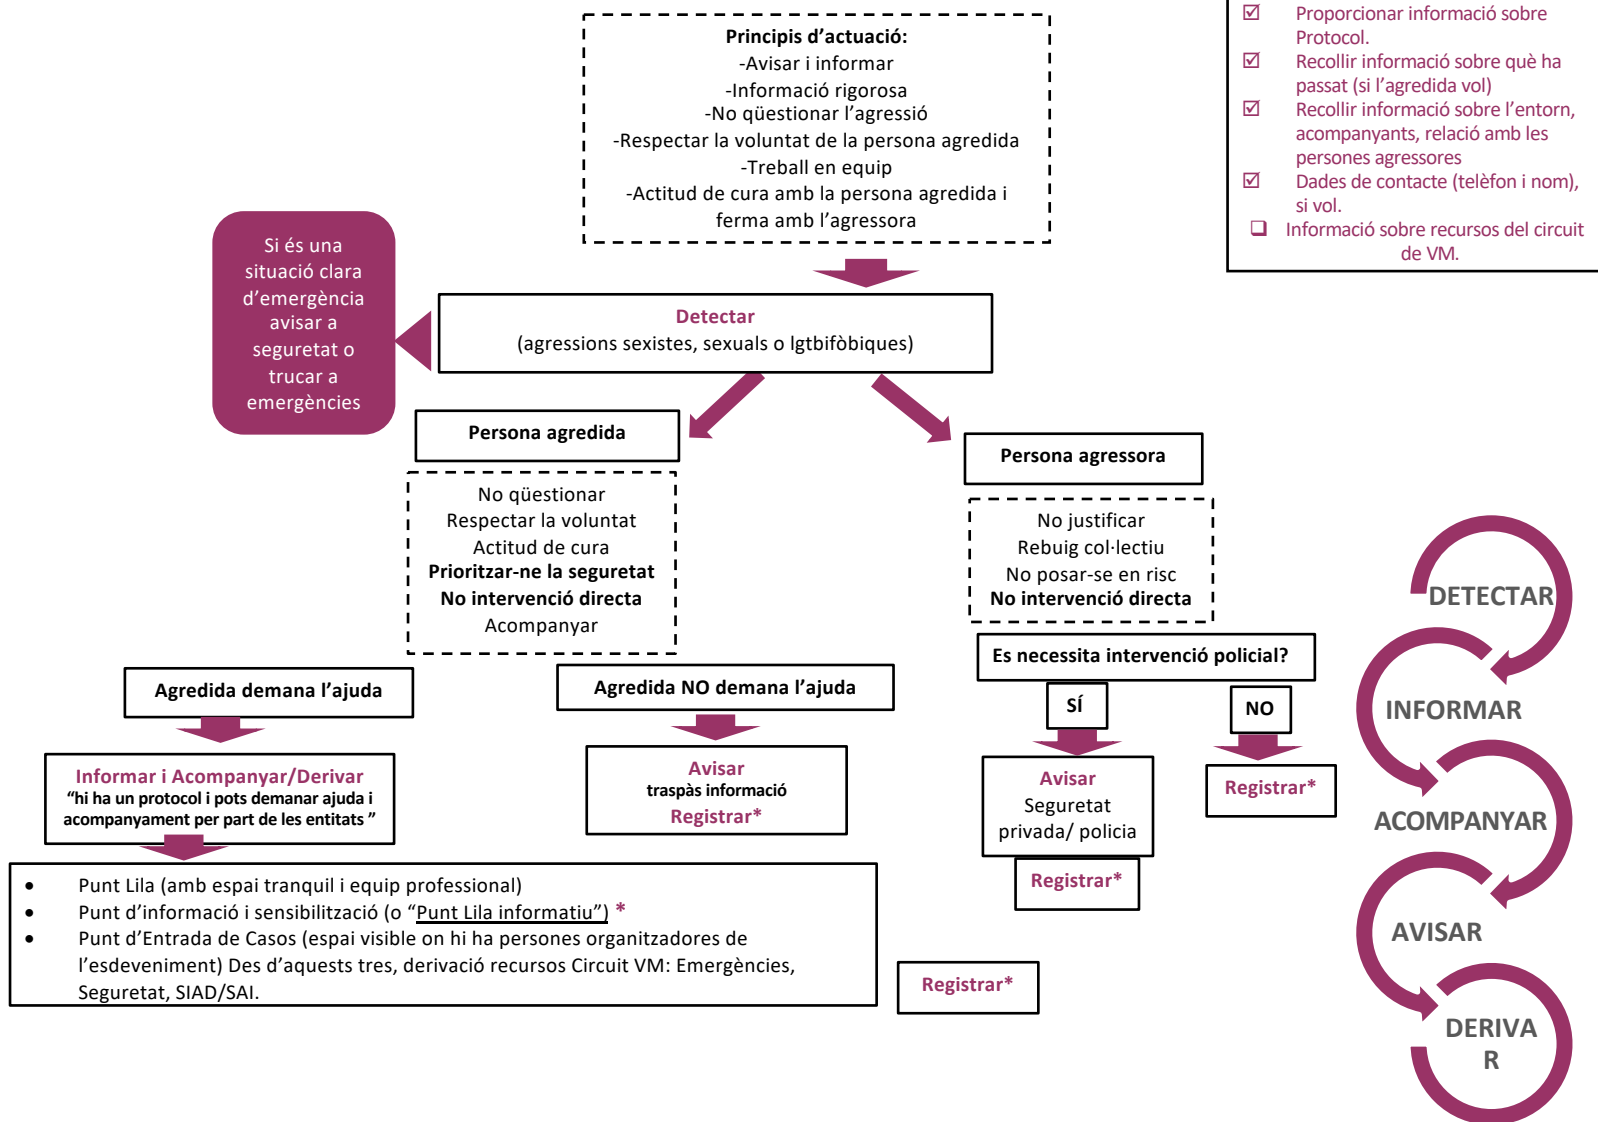 Principis d’actuació:
-Avisar i informar
-Informació rigorosa
-No qüestionar l’agressió
-Respectar la voluntat de la persona agredida
-Treball en equip
-Actitud de cura amb la persona agredida i
ferma amb l’agressora
☑ Proporcionar informació sobre
Protocol.
☑ Recollir informació sobre què ha
passat (si l’agredida vol)
☑ Recollir informació sobre l’entorn,
acompanyants, relació amb les
persones agressores
☑ Dades de contacte (telèfon i nom),
si vol.
❑ Informació sobre recursos del circuit
de VM.
Si és una
situació clara
d’emergència
avisar a
seguretat o
trucar a
emergències
Detectar
(agressions sexistes, sexuals o lgtbifòbiques)
Persona agredida
No qüestionar
Respectar la voluntat
Actitud de cura
Prioritzar-ne la seguretat
No intervenció directa
Acompanyar
Persona agressora
No justificar
Rebuig col·lectiu
No posar-se en risc
No intervenció directa
Agredida demana l’ajuda
Informar i Acompanyar/Derivar
“hi ha un protocol i pots demanar ajuda i
acompanyament per part de les entitats ”
Agredida NO demana l’ajuda
Avisar
traspàs informació
Registrar*
Es necessita intervenció policial?
SÍ
Avisar
Seguretat
privada/ policia
Registrar*
NO
Registrar*
• Punt Lila (amb espai tranquil i equip professional)
• Punt d’informació i sensibilització (o “Punt Lila informatiu”) *
• Punt d’Entrada de Casos (espai visible on hi ha persones organitzadores de
l’esdeveniment) Des d’aquests tres, derivació recursos Circuit VM: Emergències,
Seguretat, SIAD/SAI.
Registrar*
DETECTAR
INFORMAR
ACOMPANYAR
AVISAR
DERIVA
R